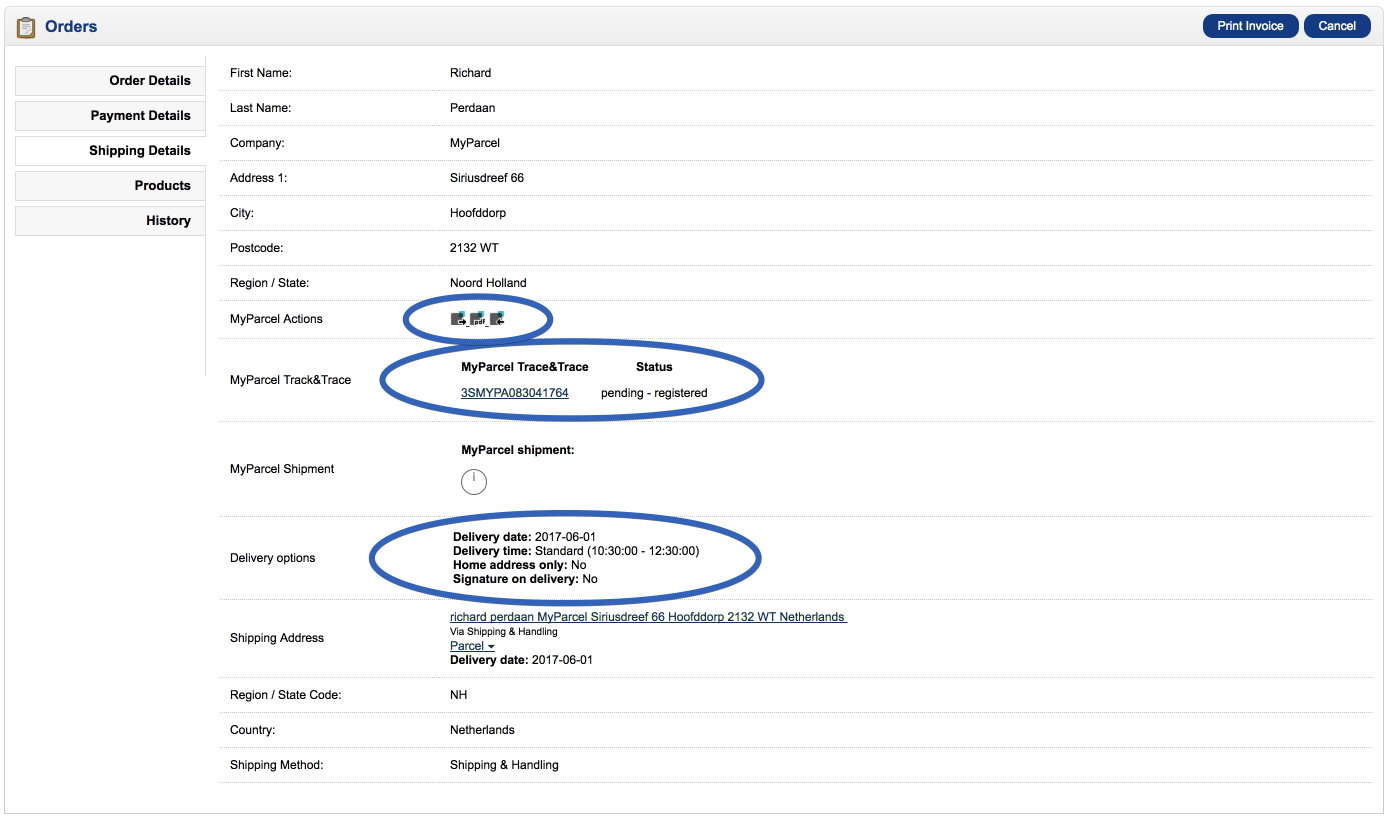 Orders
Print Invoice
Cancel
Order Details
Payment Details
Shipping Details
Products
History
First Name: Richard
Last Name: Perdaan
Company: MyParcel
Address 1: Siriusdreef 66
City: Hoofddorp
Postcode: 2132 WT
Region / State: Noord Holland
MyParcel Actions
pdf
MyParcel Track&Trace
MyParcel Trace&Trace Status
3SMYPA083041764 pending - registered
MyParcel Shipment
MyParcel shipment:
Delivery options
Delivery date: 2017-06-01
Delivery time: Standard (10:30:00 - 12:30:00)
Home address only: No
Signature on delivery: No
Shipping Address
richard perdaan MyParcel Siriusdreef 66 Hoofddorp 2132 WT Netherlands
Via Shipping & Handling
Parcel
Delivery date: 2017-06-01
Region / State Code: NH
Country: Netherlands
Shipping Method: Shipping & Handling